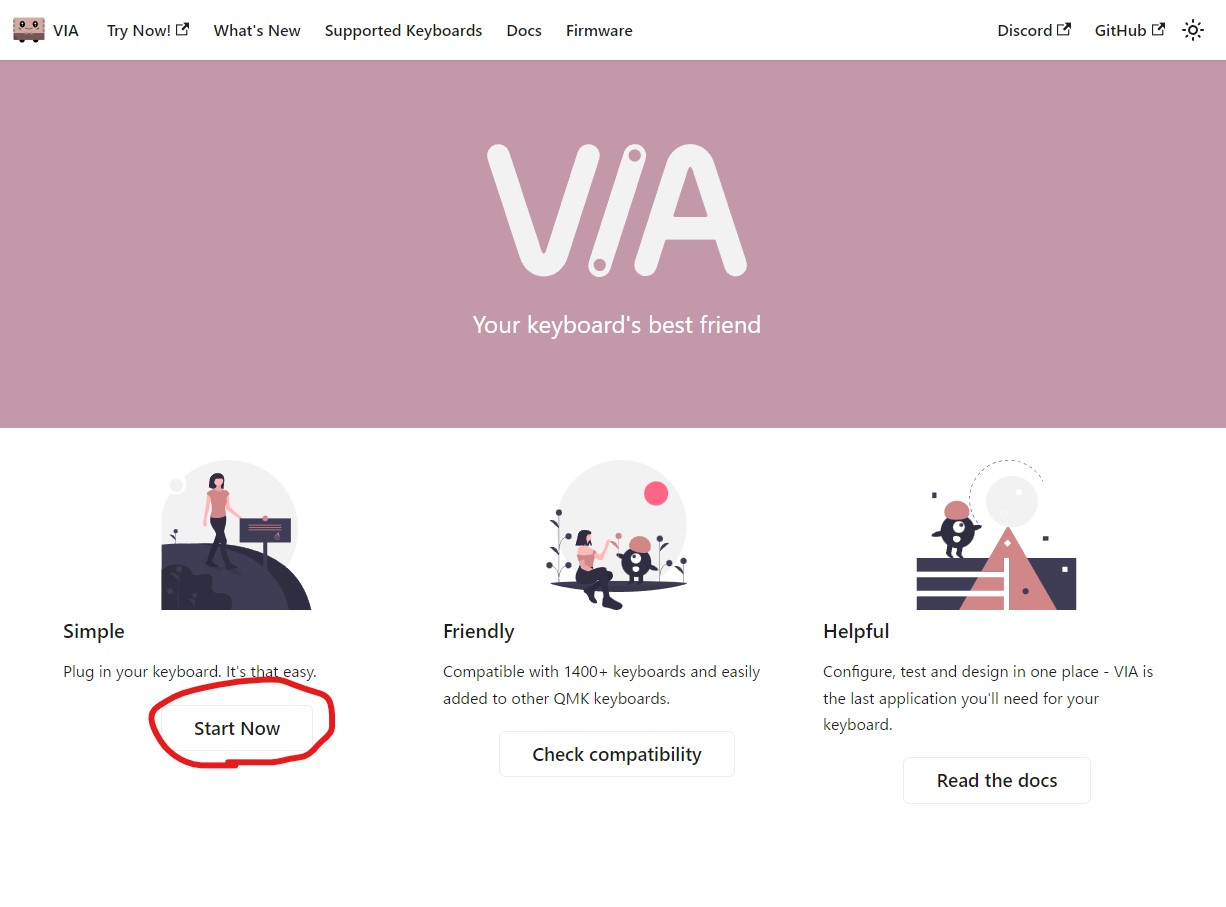 VIA Try Now! What's New Supported Keyboards Docs Firmware Discord GitHub
VIA
Your keyboard's best friend
Simple
Plug in your keyboard. It's that easy.
Start Now
Friendly
Compatible with 1400+ keyboards and easily
added to other QMK keyboards.
Check compatibility
Helpful
Configure, test and design in one place - VIA is
the last application you'll need for your
keyboard.
Read the docs